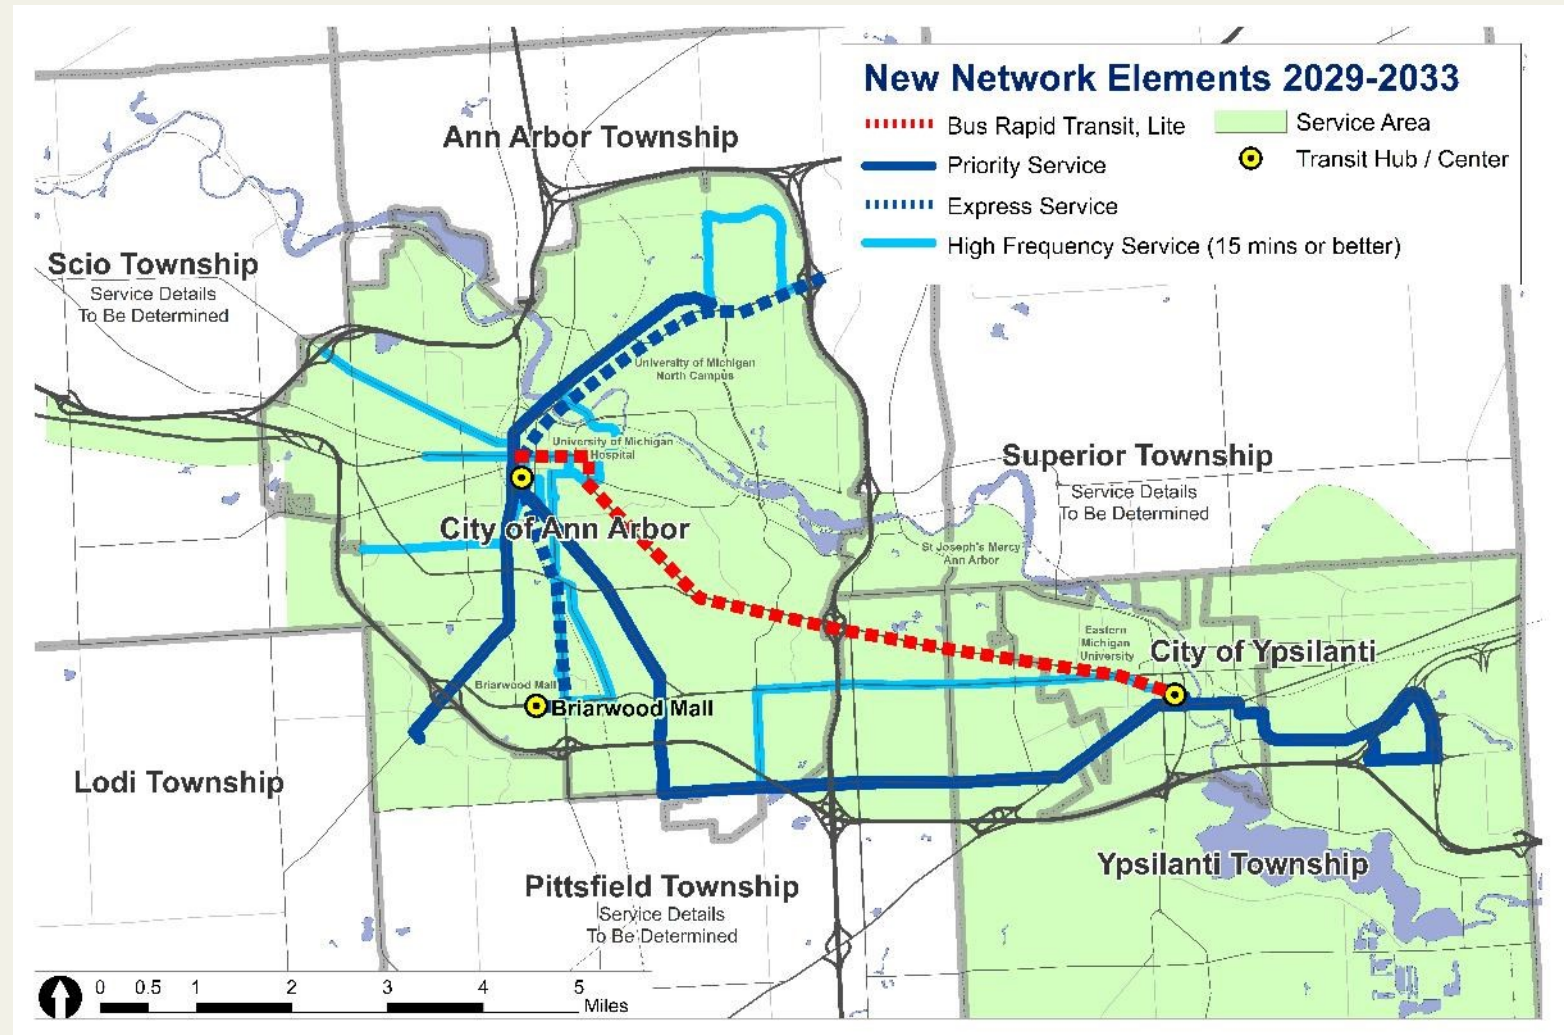 New Network Elements 2029-2033
Bus Rapid Transit, Lite
Service Area
Priority Service
Transit Hub / Center
Express Service
High Frequency Service (15 mins or better)
Ann Arbor Township
Scio Township
Service Details
To Be Determined
University of Michigan
North Campus
University of Michigan
Hospital
Superior Township
Service Details
To Be Determined
City of Ann Arbor
St Joseph's Mercy
Ann Arbor
Eastern
Michigan
University
City of Ypsilanti
Briarwood Mall
Briarwood Mall
Lodi Township
Ypsilanti Township
Pittsfield Township
Service Details
To Be Determined
0 0.5 1 2 3 4 5
Miles